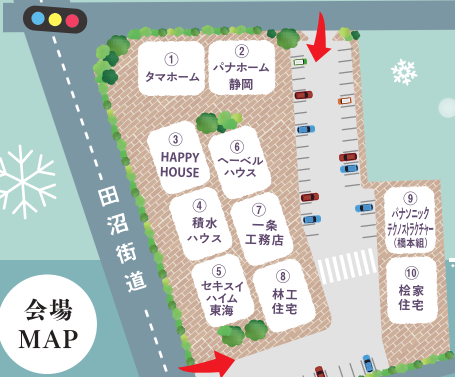 ①
タマホーム
②
パナホーム
静岡
③
HAPPY
HOUSE
⑥
ヘーベル
ハウス
④
積水
ハウス
⑦
一条
工務店
⑤
セキスイ
ハイム
東海
⑧
林工
住宅
⑨
パナソニック
テクノストラクチャー
(橋本組)
⑩
桧家
住宅
田沼街道
会場
MAP